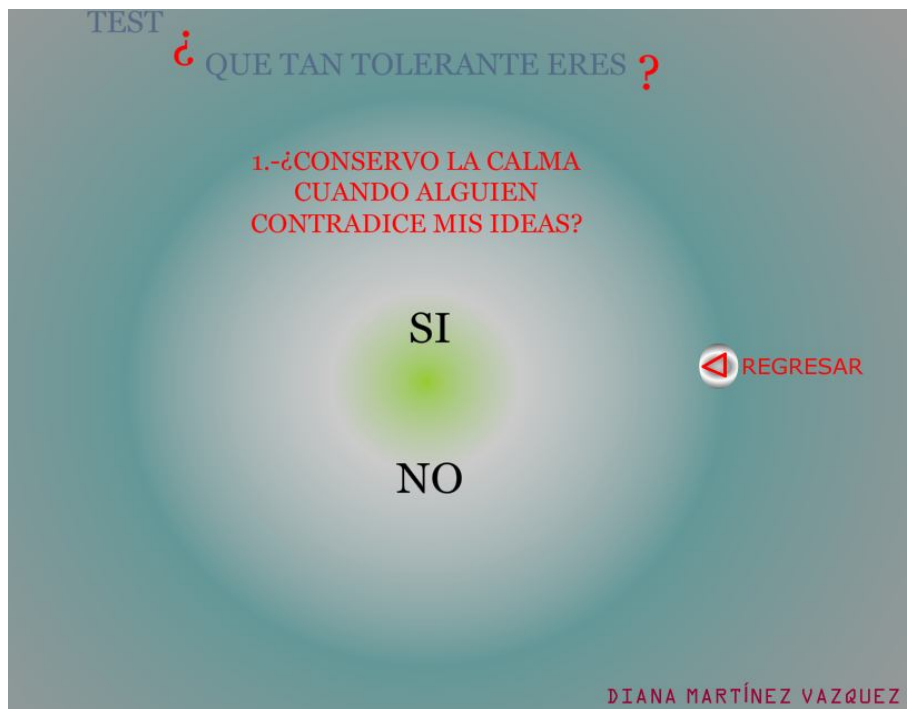 TEST
¿ QUE TAN TOLERANTE ERES ?
1.-¿CONSERVO LA CALMA
CUANDO ALGUIEN
CONTRADICE MIS IDEAS?
SI
REGRESAR
NO
DIANA MARTÍNEZ VAZQUEZ